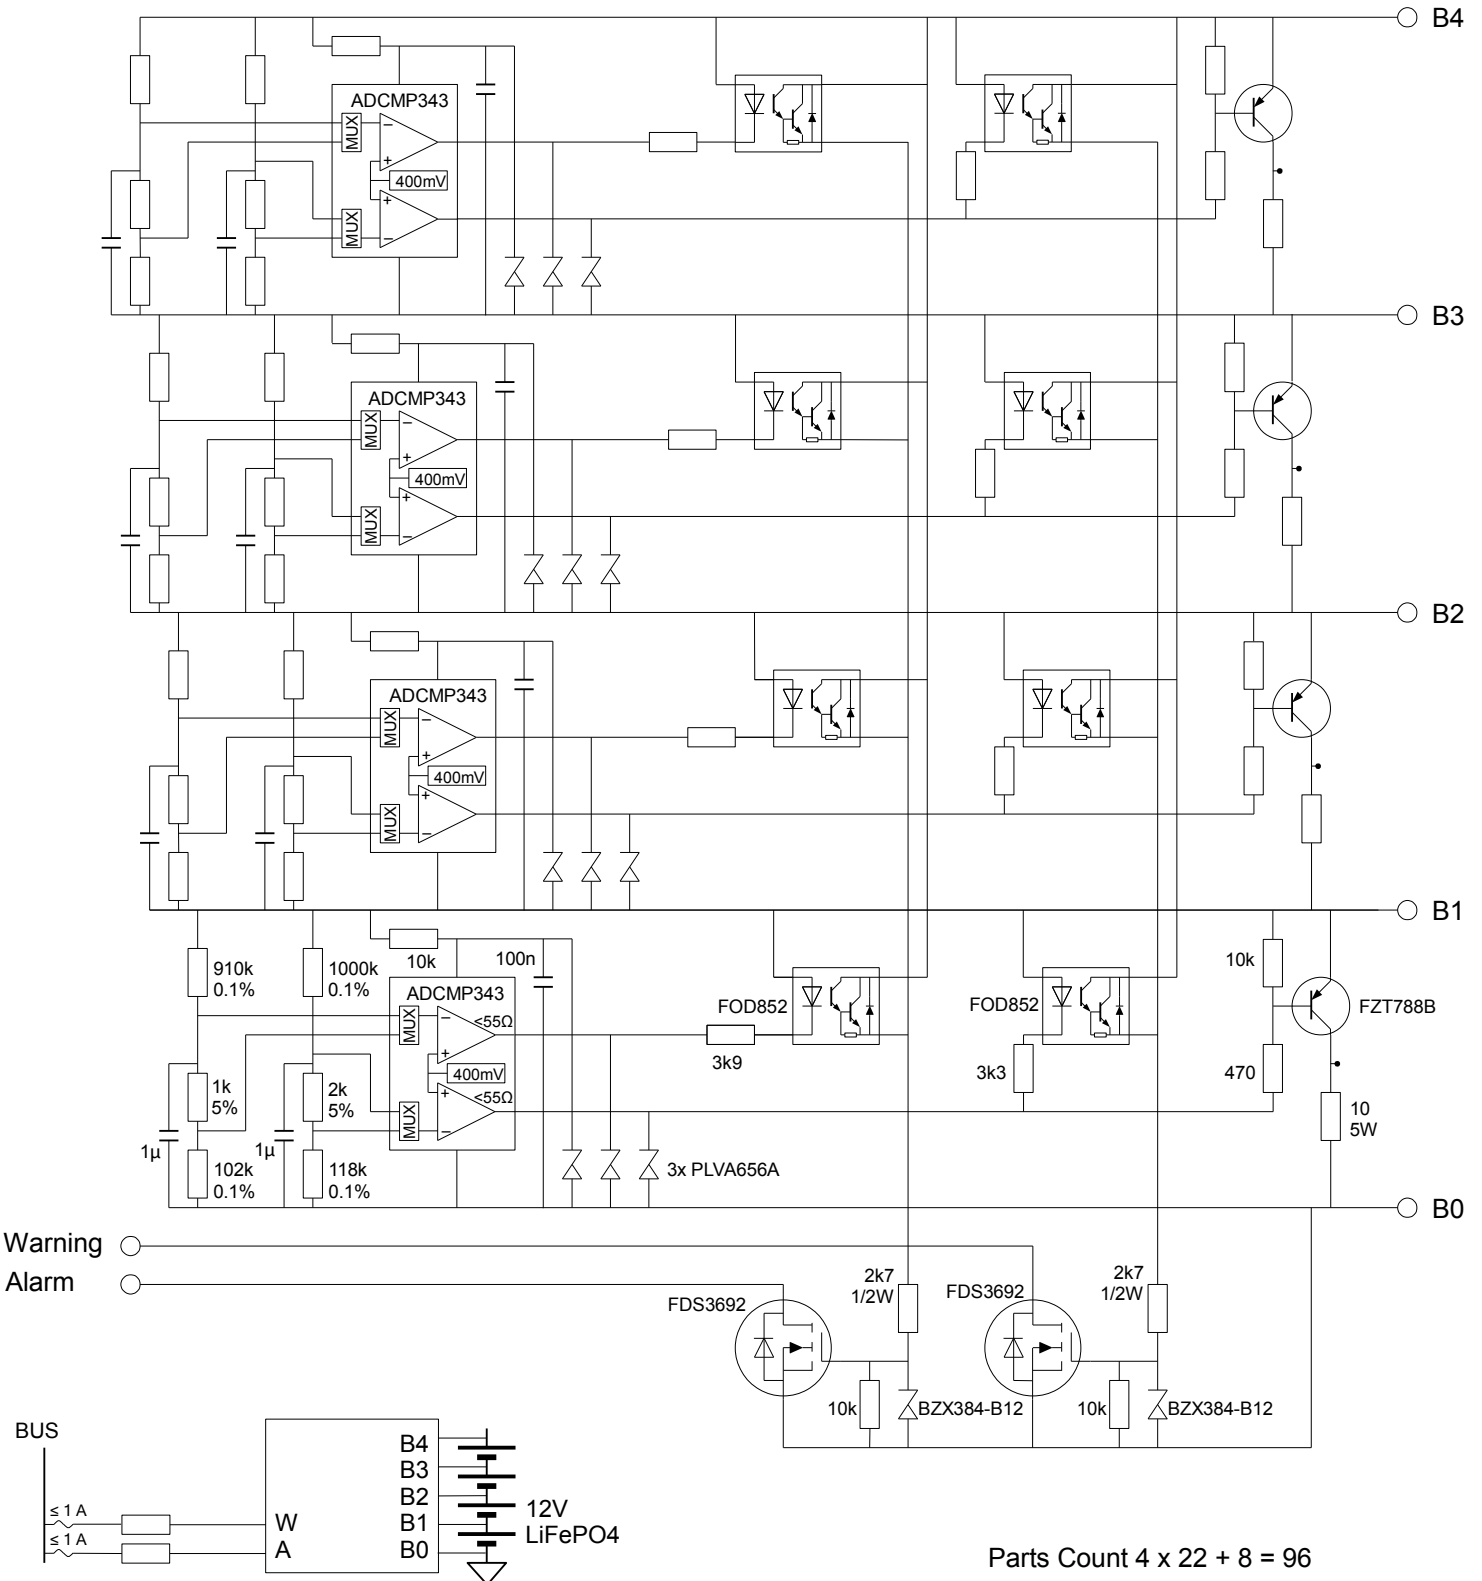 B4
ADCMP343
MUX
400mV
MUX
B3
ADCMP343
MUX
400mV
MUX
B2
ADCMP343
MUX
400mV
MUX
B1
910k
0.1%
1000k
0.1%
10k
100n
ADCMP343
MUX
<55Ω
400mV
<55Ω
MUX
FOD852
3k9
FOD852
3k3
10k
FZT788B
470
10
5W
1k
5%
2k
5%
1µ
1µ
102k
0.1%
118k
0.1%
3x PLVA656A
B0
Warning
Alarm
FDS3692
2k7
1/2W
FDS3692
2k7
1/2W
10k
BZX384-B12
10k
BZX384-B12
BUS
≤ 1 A
≤ 1 A
W
A
B4
B3
B2
B1
B0
12V
LiFePO4
Parts Count 4 x 22 + 8 = 96